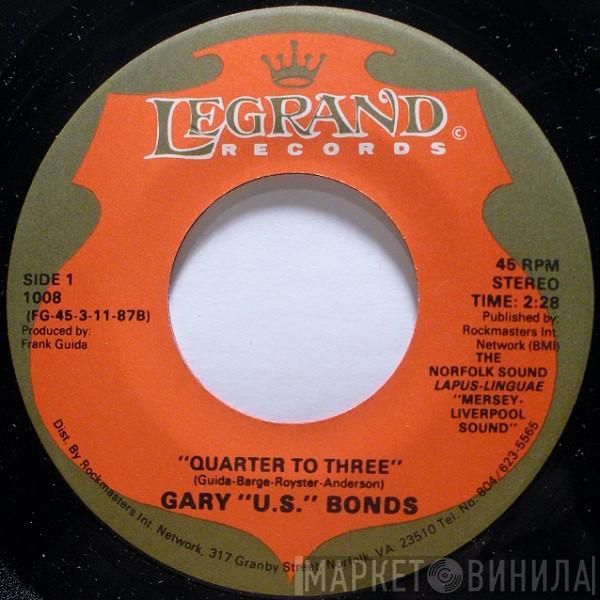 LEGRAND ©
RECORDS
SIDE 1
1008
(FG-45-3-11-87B)
Produced by:
Frank Guida
45 RPM
STEREO
TIME: 2:28
Published by:
Rockmasters Int.
Network (BMI)
THE
NORFOLK SOUND
LAPUS-LINGUAE
"MERSEY-
LIVERPOOL
SOUND"
"QUARTER TO THREE"
(Guida-Barge-Royster-Anderson)
GARY "U.S." BONDS
Dist. By Rockmasters Int. Network, 317 Granby Street, Norfolk, VA 23510 Tel. No. 804/623-5565
МАРКЕТ ВИНИЛА